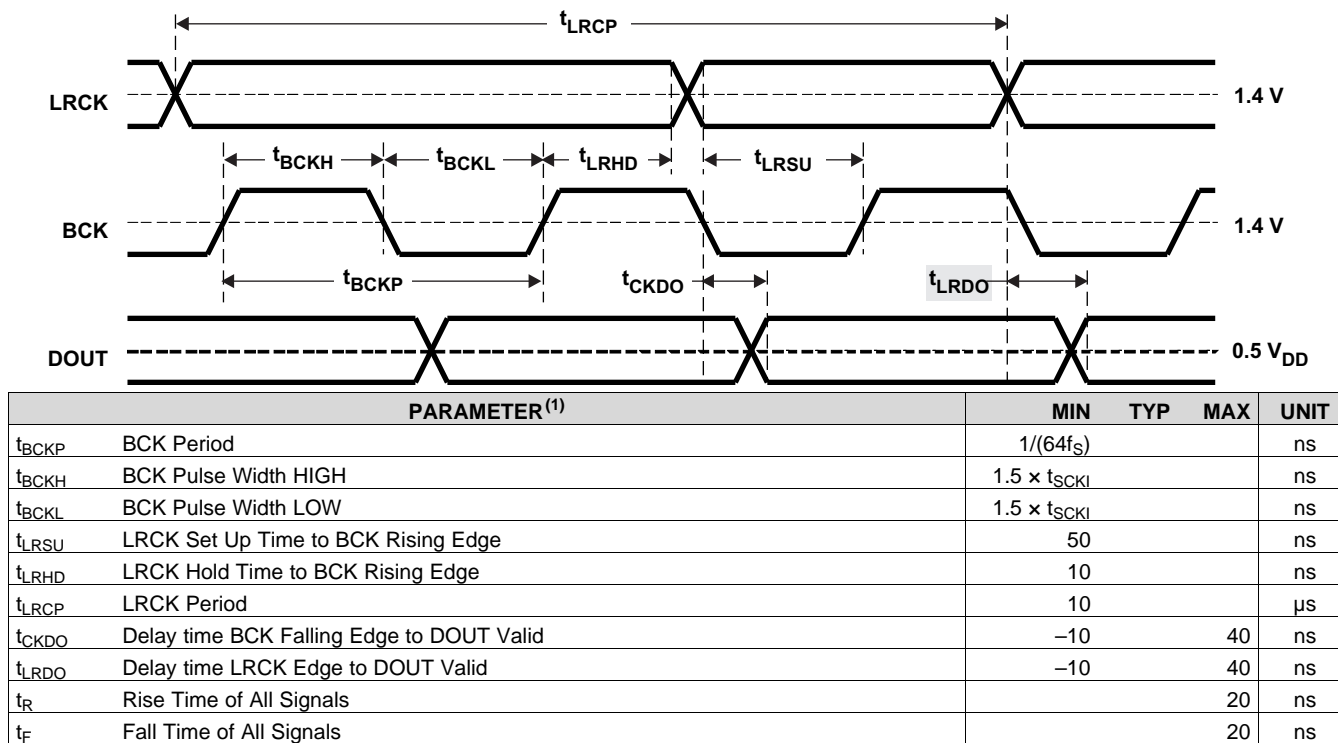 tLRCP
LRCK
1.4 V
tBCKH
tBCKL
tLRHD
tLRSU
BCK
1.4 V
tBCKP
tCKDO
tLRDO
DOUT
0.5 VDD
PARAMETER(1) MIN TYP MAX UNIT
tBCKP BCK Period 1/(64fS) ns
tBCKH BCK Pulse Width HIGH 1.5 × tSCKI ns
tBCKL BCK Pulse Width LOW 1.5 × tSCKI ns
tLRSU LRCK Set Up Time to BCK Rising Edge 50 ns
tLRHD LRCK Hold Time to BCK Rising Edge 10 ns
tLRCP LRCK Period 10 µs
tCKDO Delay time BCK Falling Edge to DOUT Valid –10 40 ns
tLRDO Delay time LRCK Edge to DOUT Valid –10 40 ns
tR Rise Time of All Signals 20 ns
tF Fall Time of All Signals 20 ns